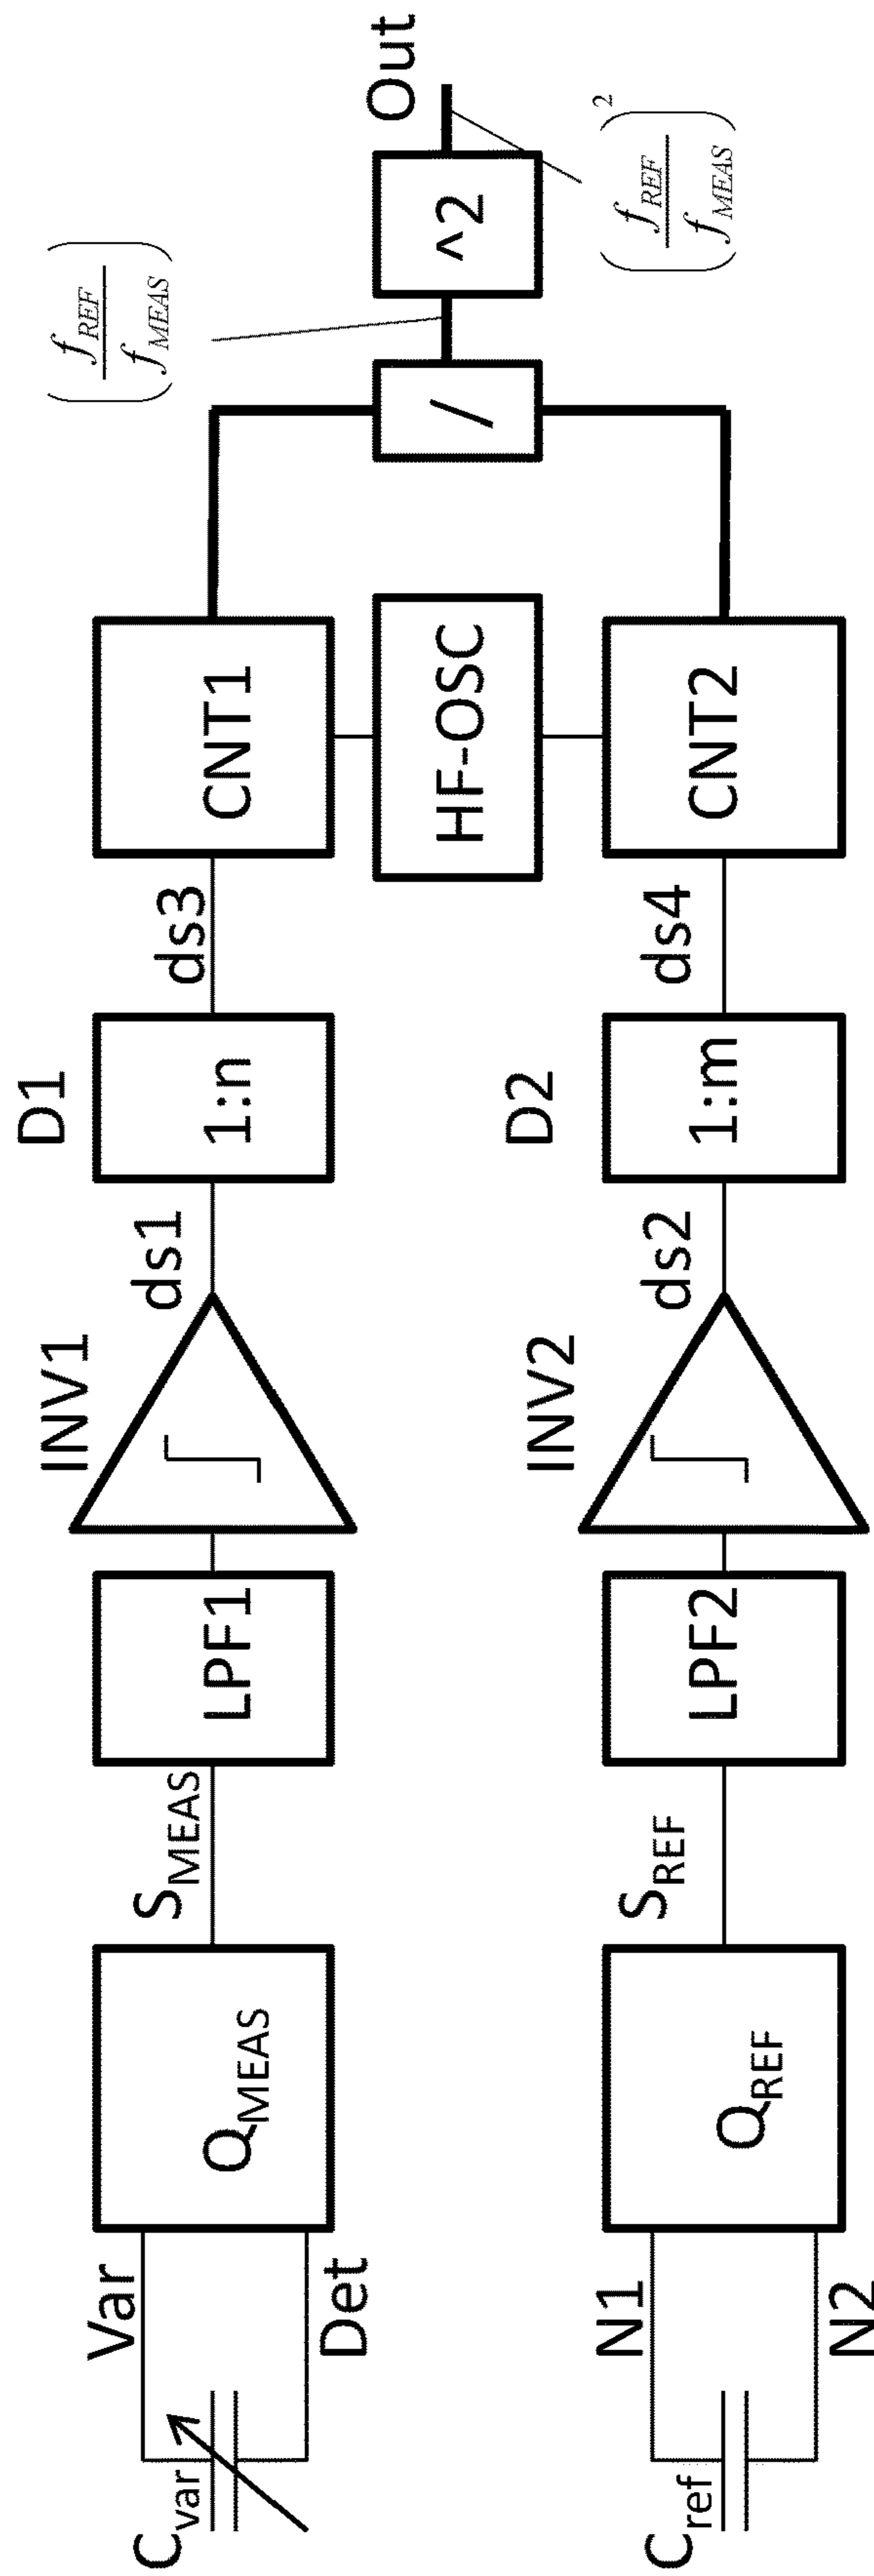 C_var
Var
Det
Q_MEAS
S_MEAS
LPF1
INV1
ds1
D1
1:n
ds3
CNT1
HF-OSC
(f_REF / f_MEAS)
/
^2
Out
(f_REF / f_MEAS)^2
C_ref
N1
N2
Q_REF
S_REF
LPF2
INV2
ds2
D2
1:m
ds4
CNT2